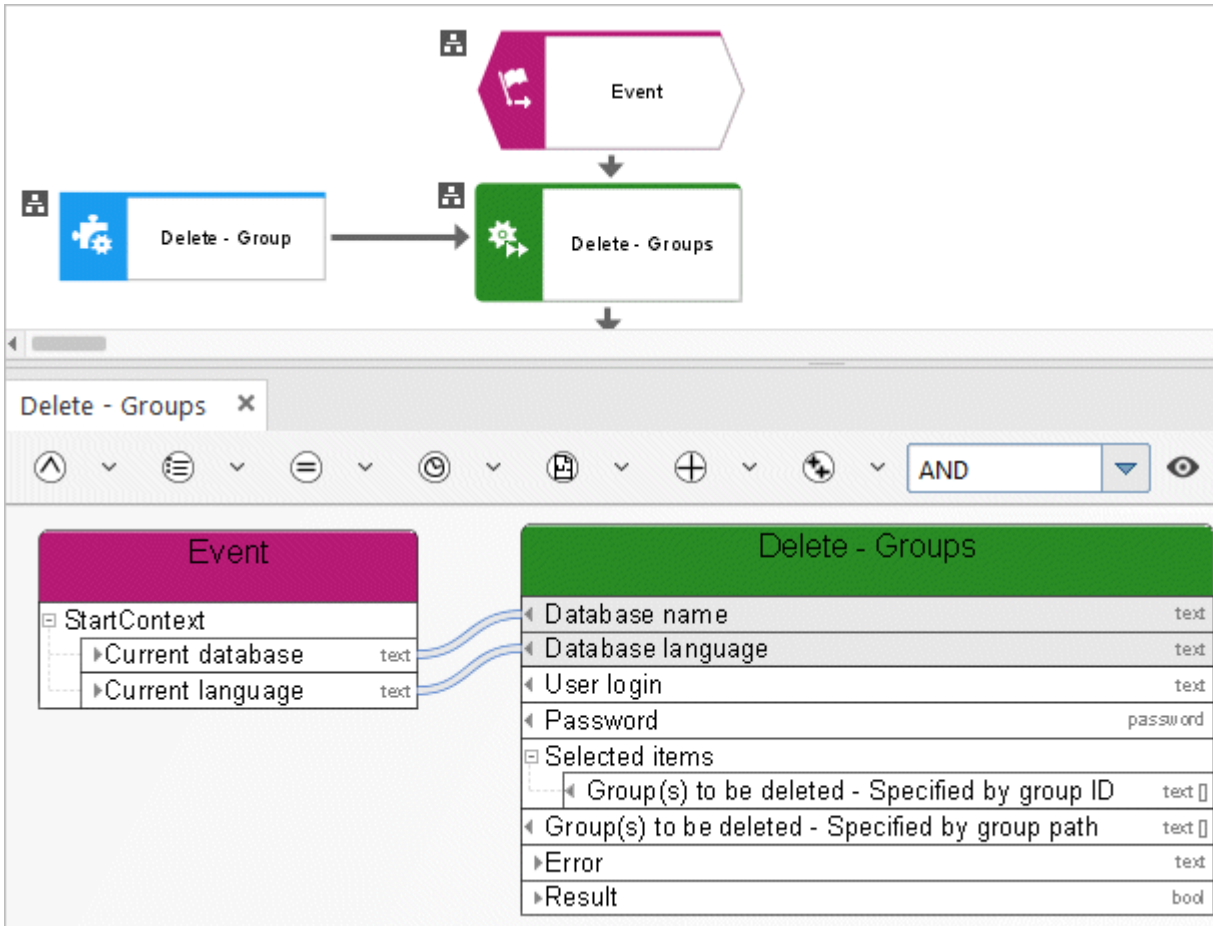 Event
Delete - Group
Delete - Groups
Delete - Groups
AND
Event
StartContext
Current database text
Current language text
Delete - Groups
Database name text
Database language text
User login text
Password password
Selected items
Group(s) to be deleted - Specified by group ID text []
Group(s) to be deleted - Specified by group path text []
Error text
Result bool